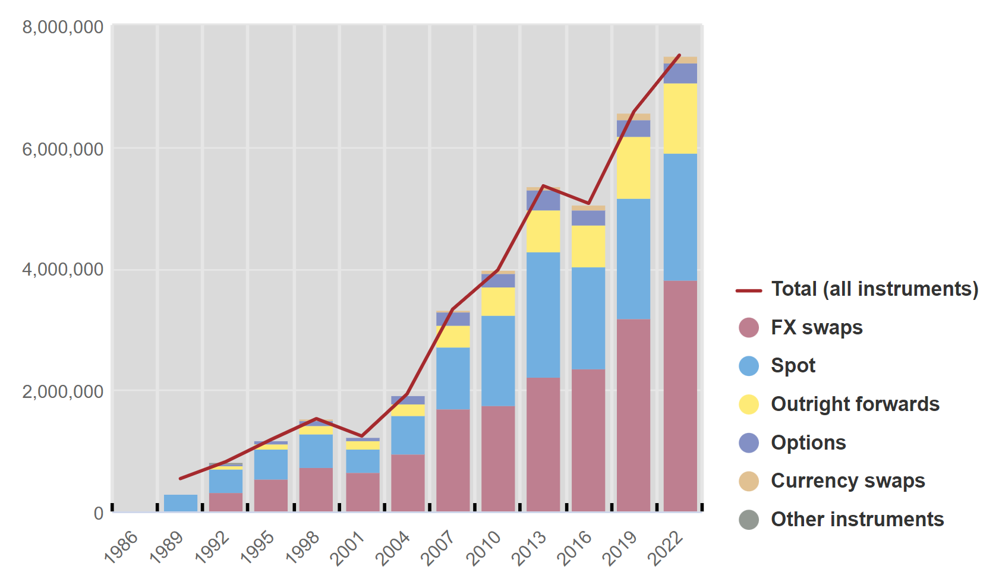 8,000,000
6,000,000
4,000,000
2,000,000
0
1986
1989
1992
1995
1998
2001
2004
2007
2010
2013
2016
2019
2022
Total (all instruments)
FX swaps
Spot
Outright forwards
Options
Currency swaps
Other instruments